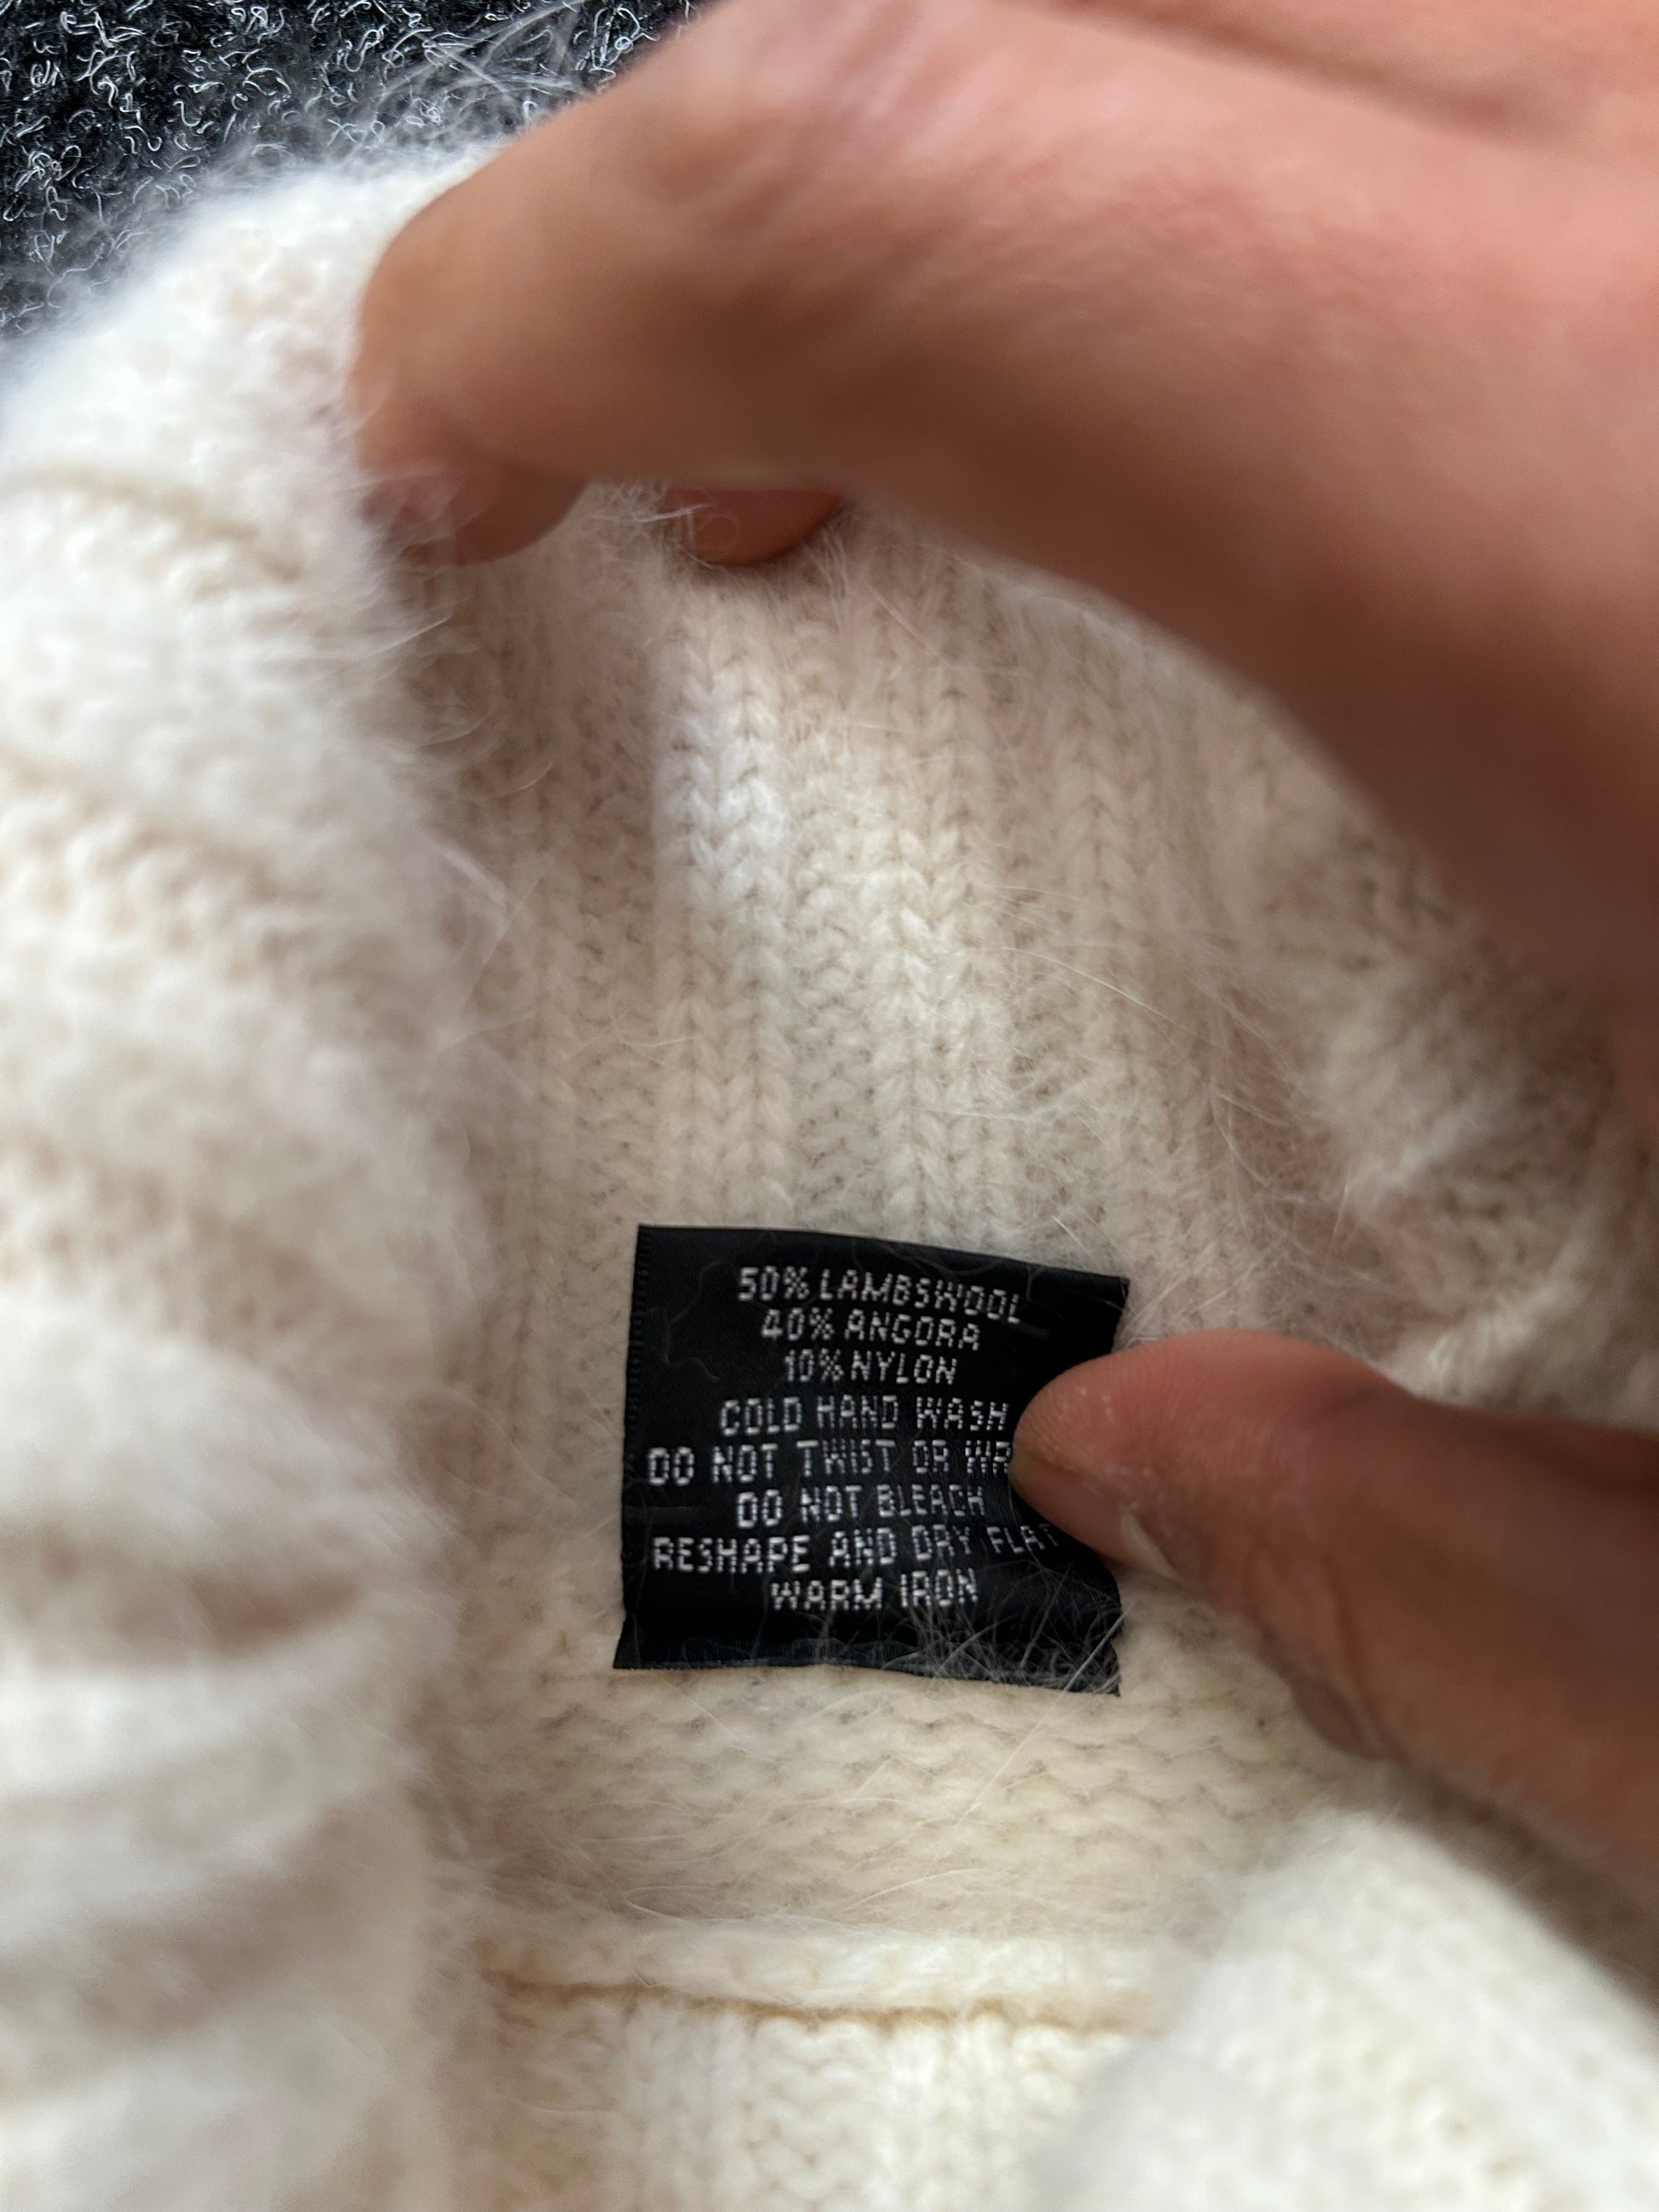 50% LAMBSWOOL
40% ANGORA
10% NYLON
COLD HAND WASH
DO NOT TWIST OR WR
DO NOT BLEACH
RESHAPE AND DRY FLAT
WARM IRON